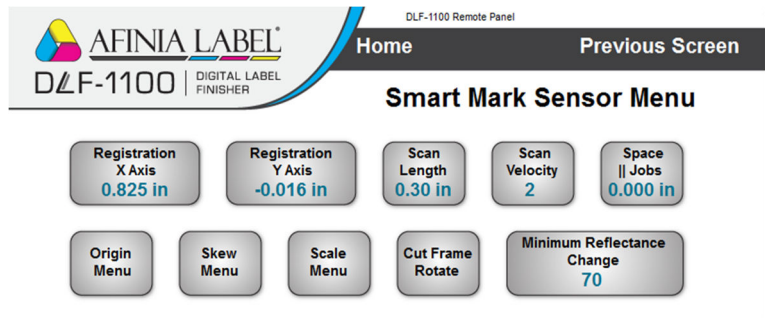 DLF-1100 Remote Panel
AFINIA LABEL
DLF-1100 | DIGITAL LABEL
FINISHER
Home
Previous Screen
Smart Mark Sensor Menu
Registration
X Axis
0.825 in
Registration
Y Axis
-0.016 in
Scan
Length
0.30 in
Scan
Velocity
2
Space
|| Jobs
0.000 in
Origin
Menu
Skew
Menu
Scale
Menu
Cut Frame
Rotate
Minimum Reflectance
Change
70